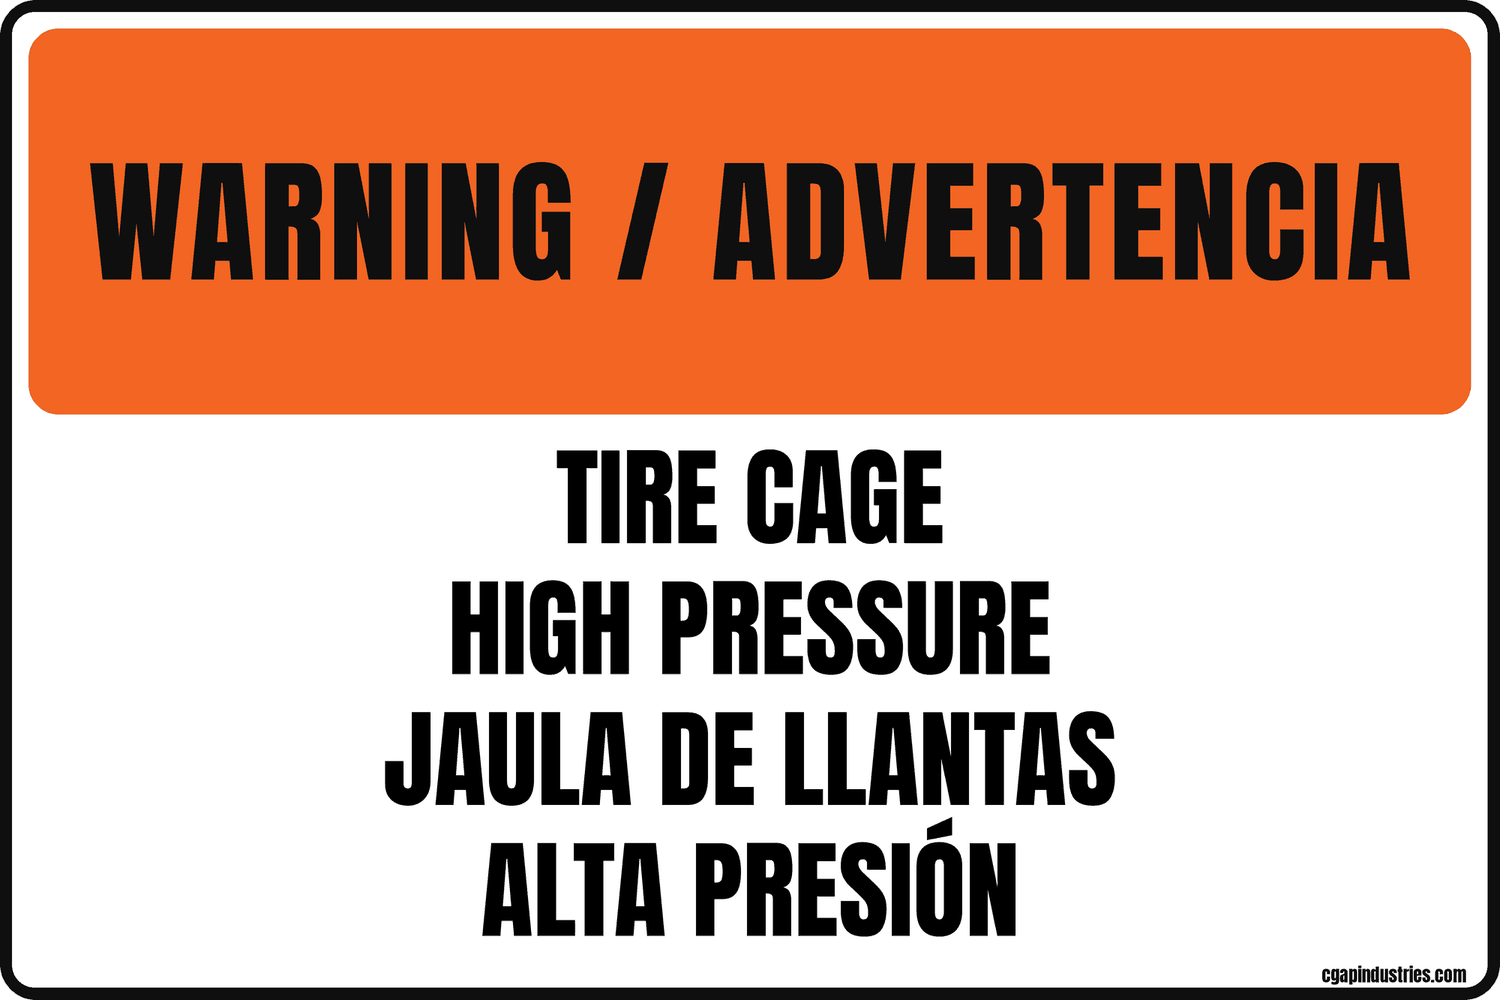 WARNING / ADVERTENCIA
TIRE CAGE
HIGH PRESSURE
JAULA DE LLANTAS
ALTA PRESIÓN
cgapindustries.com